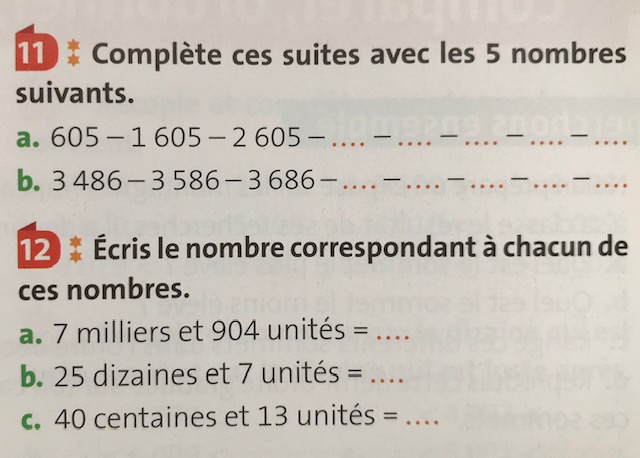 11 Complète ces suites avec les 5 nombres
suivants.
a. 605 – 1 605 – 2 605 – .... – .... – .... – .... – ....
b. 3 486 – 3 586 – 3 686 – .... – .... – .... – .... – ....
12 Écris le nombre correspondant à chacun de
ces nombres.
a. 7 milliers et 904 unités = ....
b. 25 dizaines et 7 unités = ....
c. 40 centaines et 13 unités = ....